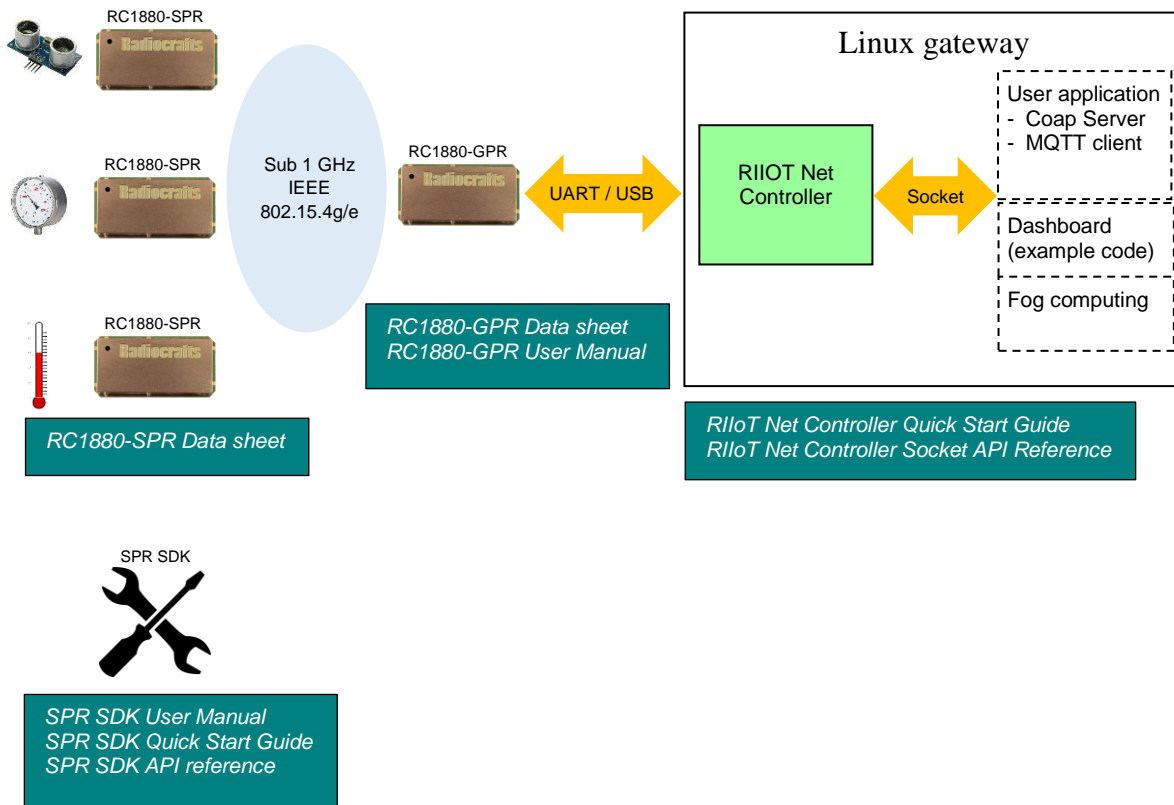 RC1880-SPR
Radiocrafts
RC1880-SPR
Radiocrafts
RC1880-SPR
Radiocrafts
RC1880-SPR Data sheet
Sub 1 GHz
IEEE
802.15.4g/e
RC1880-GPR
Radiocrafts
UART / USB
RC1880-GPR Data sheet
RC1880-GPR User Manual
Linux gateway
RIIOT Net
Controller
Socket
User application
- Coap Server
- MQTT client
Dashboard
(example code)
Fog computing
RIIoT Net Controller Quick Start Guide
RIIoT Net Controller Socket API Reference
SPR SDK
SPR SDK User Manual
SPR SDK Quick Start Guide
SPR SDK API reference